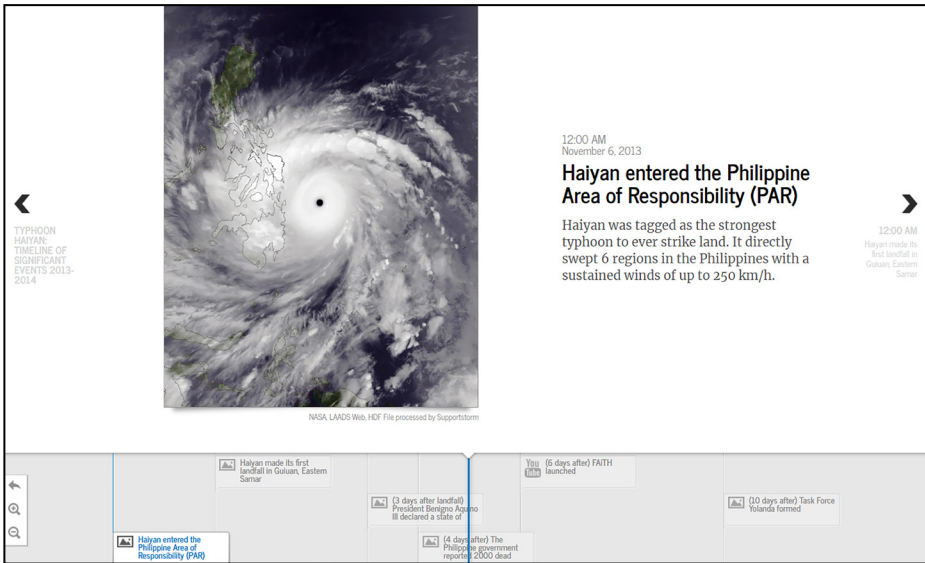 12:00 AM
November 6, 2013
Haiyan entered the Philippine
Area of Responsibility (PAR)
Haiyan was tagged as the strongest
typhoon to ever strike land. It directly
swept 6 regions in the Philippines with a
sustained winds of up to 250 km/h.
TYPHOON
HAIYAN:
TIMELINE OF
SIGNIFICANT
EVENTS 2013-
2014
12:00 AM
Haiyan made its
first landfall in
Guiuan, Eastern
Samar
NASA, LAADS Web, HDF File processed by Supportstorm
Haiyan made its first
landfall in Guiuan, Eastern
Samar
You
Tube
(6 days after) FAITH
launched
(3 days after landfall)
President Benigno Aquino
III declared a state of
(10 days after) Task Force
Yolanda formed
Haiyan entered the
Philippine Area of
Responsibility (PAR)
(4 days after) The
Philippine government
reported 2000 dead